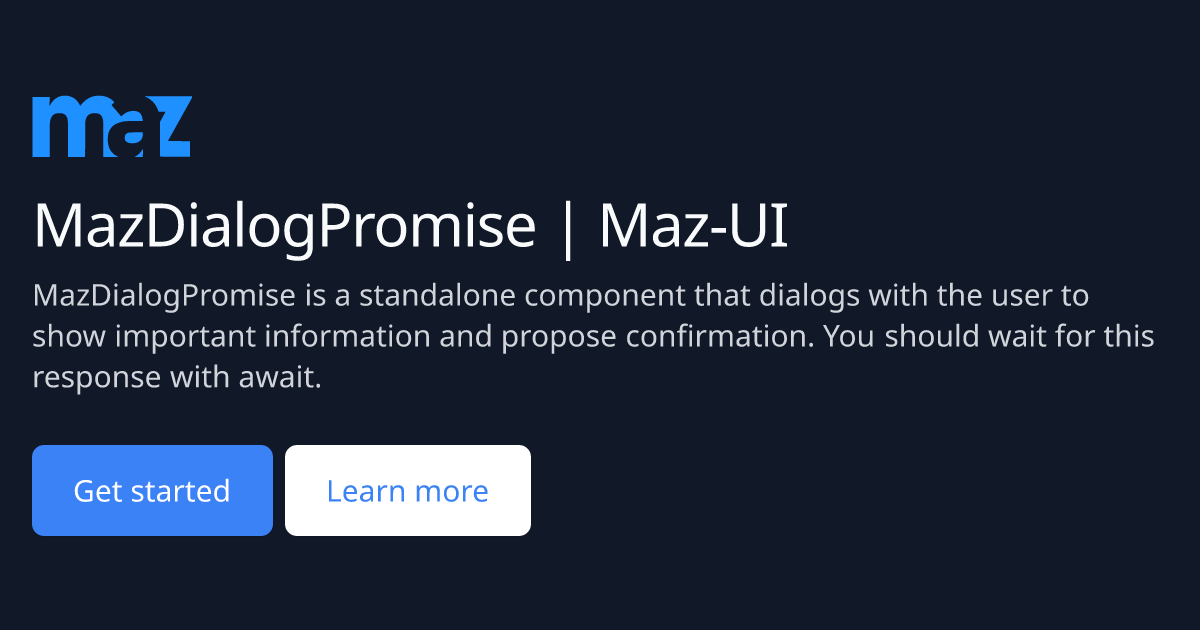 maz
MazDialogPromise | Maz-UI
MazDialogPromise is a standalone component that dialogs with the user to
show important information and propose confirmation. You should wait for this
response with await.
Get started
Learn more